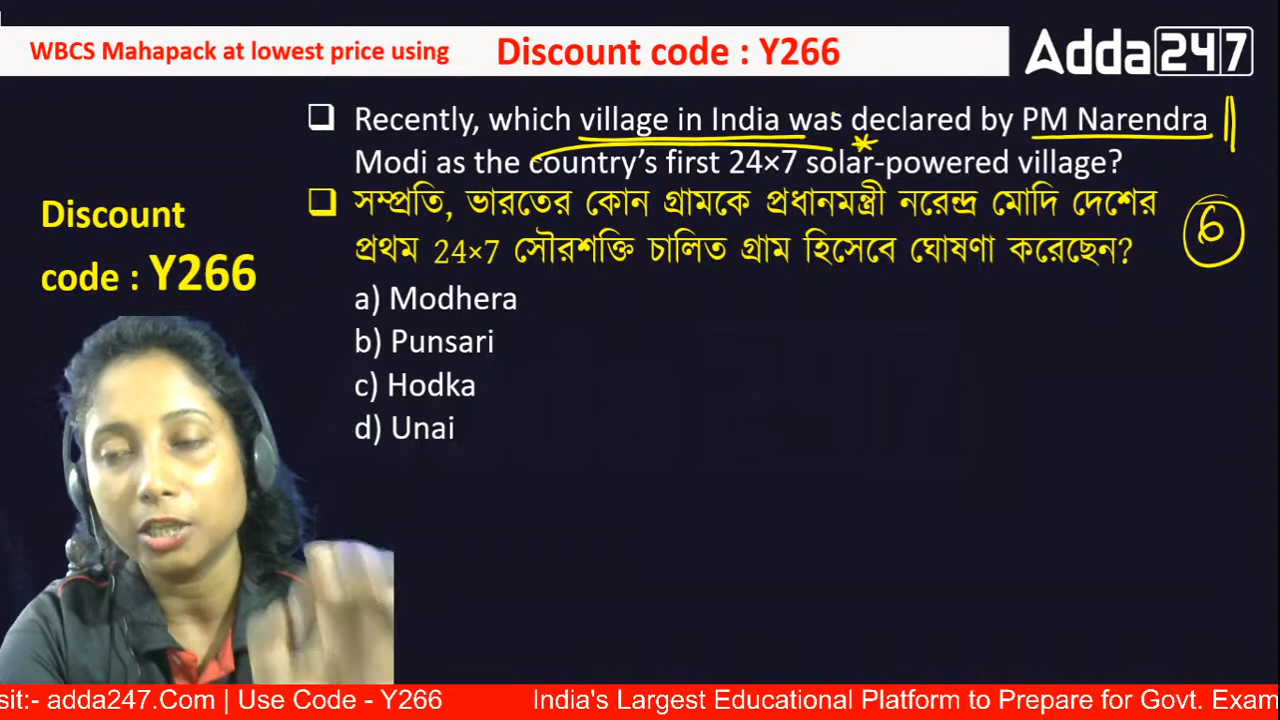 WBCS Mahapack at lowest price using Discount code : Y266
Adda247
Recently, which village in India was declared by PM Narendra
Modi as the country's first 24×7 solar-powered village?
সম্প্রতি, ভারতের কোন গ্রামকে প্রধানমন্ত্রী নরেন্দ্র মোদি দেশের
প্রথম 24×7 সৌরশক্তি চালিত গ্রাম হিসেবে ঘোষণা করেছেন?
6
Discount
code : Y266
a) Modhera
b) Punsari
c) Hodka
d) Unai
sit:- adda247.Com | Use Code - Y266 India's Largest Educational Platform to Prepare for Govt. Exam